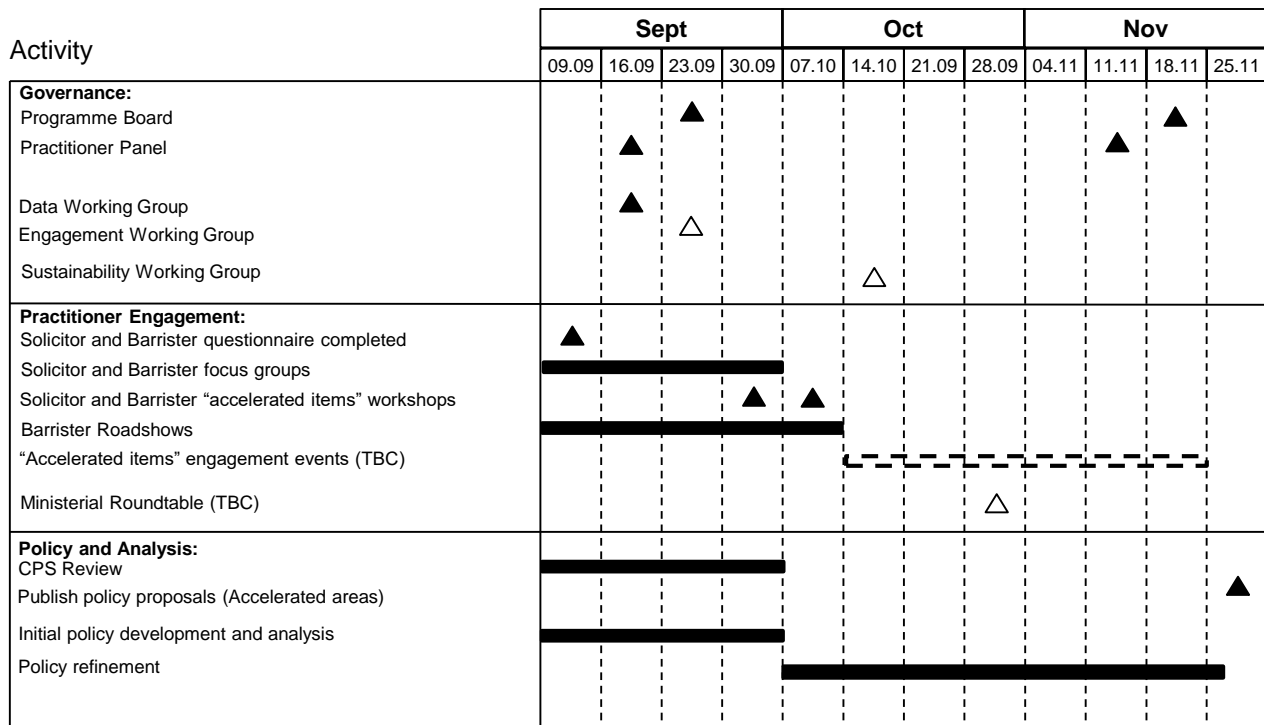 Activity
Sept Oct Nov
09.09 16.09 23.09 30.09 07.10 14.10 21.09 28.09 04.11 11.11 18.11 25.11
Governance:
Programme Board
Practitioner Panel
Data Working Group
Engagement Working Group
Sustainability Working Group
Practitioner Engagement:
Solicitor and Barrister questionnaire completed
Solicitor and Barrister focus groups
Solicitor and Barrister “accelerated items” workshops
Barrister Roadshows
“Accelerated items” engagement events (TBC)
Ministerial Roundtable (TBC)
Policy and Analysis:
CPS Review
Publish policy proposals (Accelerated areas)
Initial policy development and analysis
Policy refinement